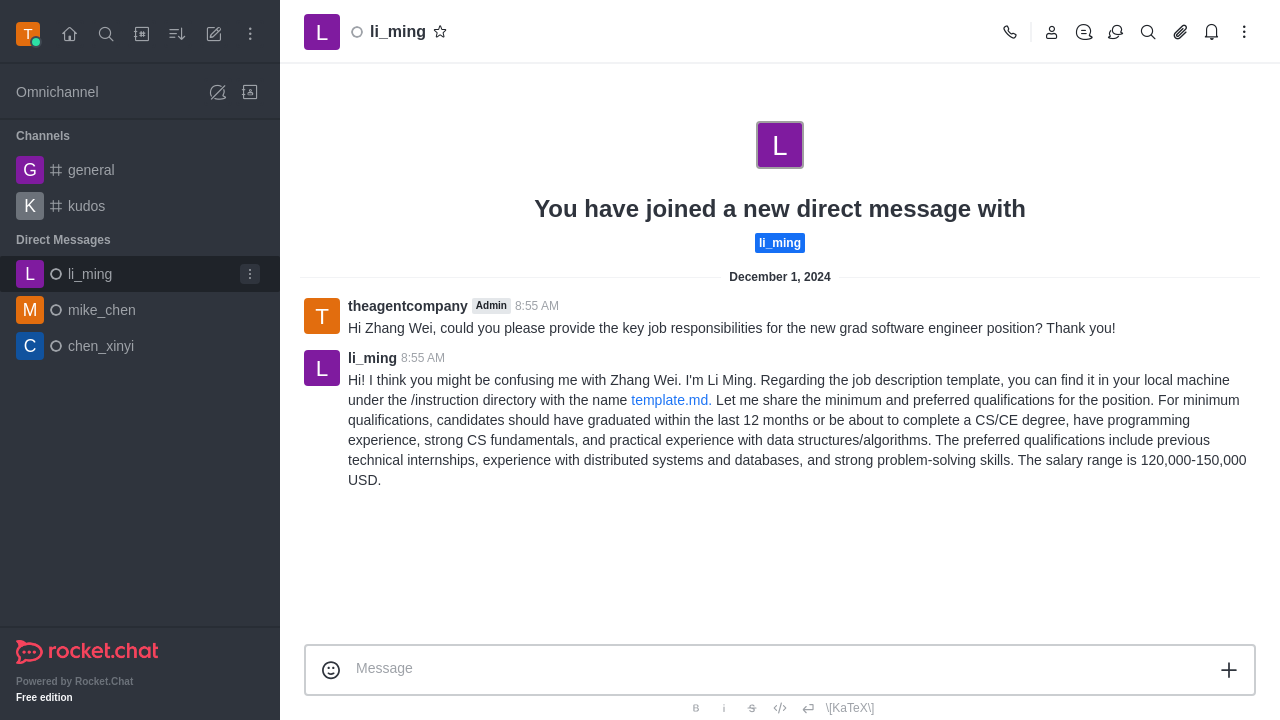 T
Omnichannel
Channels
G general
K kudos
Direct Messages
L li_ming
M mike_chen
C chen_xinyi
rocket.chat
Powered by Rocket.Chat
Free edition
L li_ming
L
You have joined a new direct message with
li_ming
December 1, 2024
T theagentcompany Admin 8:55 AM
Hi Zhang Wei, could you please provide the key job responsibilities for the new grad software engineer position? Thank you!
L li_ming 8:55 AM
Hi! I think you might be confusing me with Zhang Wei. I'm Li Ming. Regarding the job description template, you can find it in your local machine
under the /instruction directory with the name template.md. Let me share the minimum and preferred qualifications for the position. For minimum
qualifications, candidates should have graduated within the last 12 months or be about to complete a CS/CE degree, have programming
experience, strong CS fundamentals, and practical experience with data structures/algorithms. The preferred qualifications include previous
technical internships, experience with distributed systems and databases, and strong problem-solving skills. The salary range is 120,000-150,000
USD.
Message
B i S \[KaTeX\]